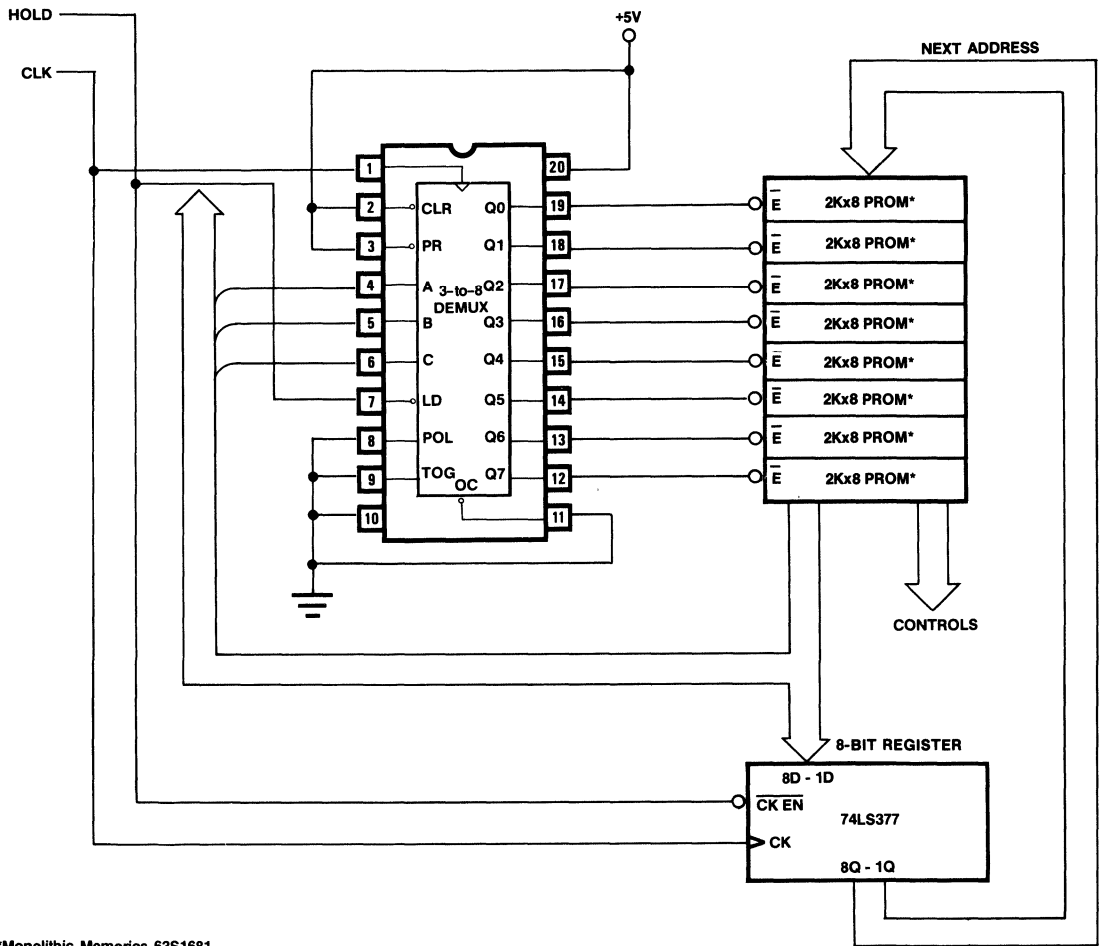 HOLD
CLK
+5V
NEXT ADDRESS
1
2
3
4
5
6
7
8
9
10
20
19
18
17
16
15
14
13
12
11
CLR
PR
A
B
C
LD
POL
TOG
OC
3-to-8
DEMUX
Q0
Q1
Q2
Q3
Q4
Q5
Q6
Q7
E 2Kx8 PROM*
E 2Kx8 PROM*
E 2Kx8 PROM*
E 2Kx8 PROM*
E 2Kx8 PROM*
E 2Kx8 PROM*
E 2Kx8 PROM*
E 2Kx8 PROM*
CONTROLS
8-BIT REGISTER
8D - 1D
CK EN
74LS377
CK
8Q - 1Q
*Monolithic Memories 63S1681